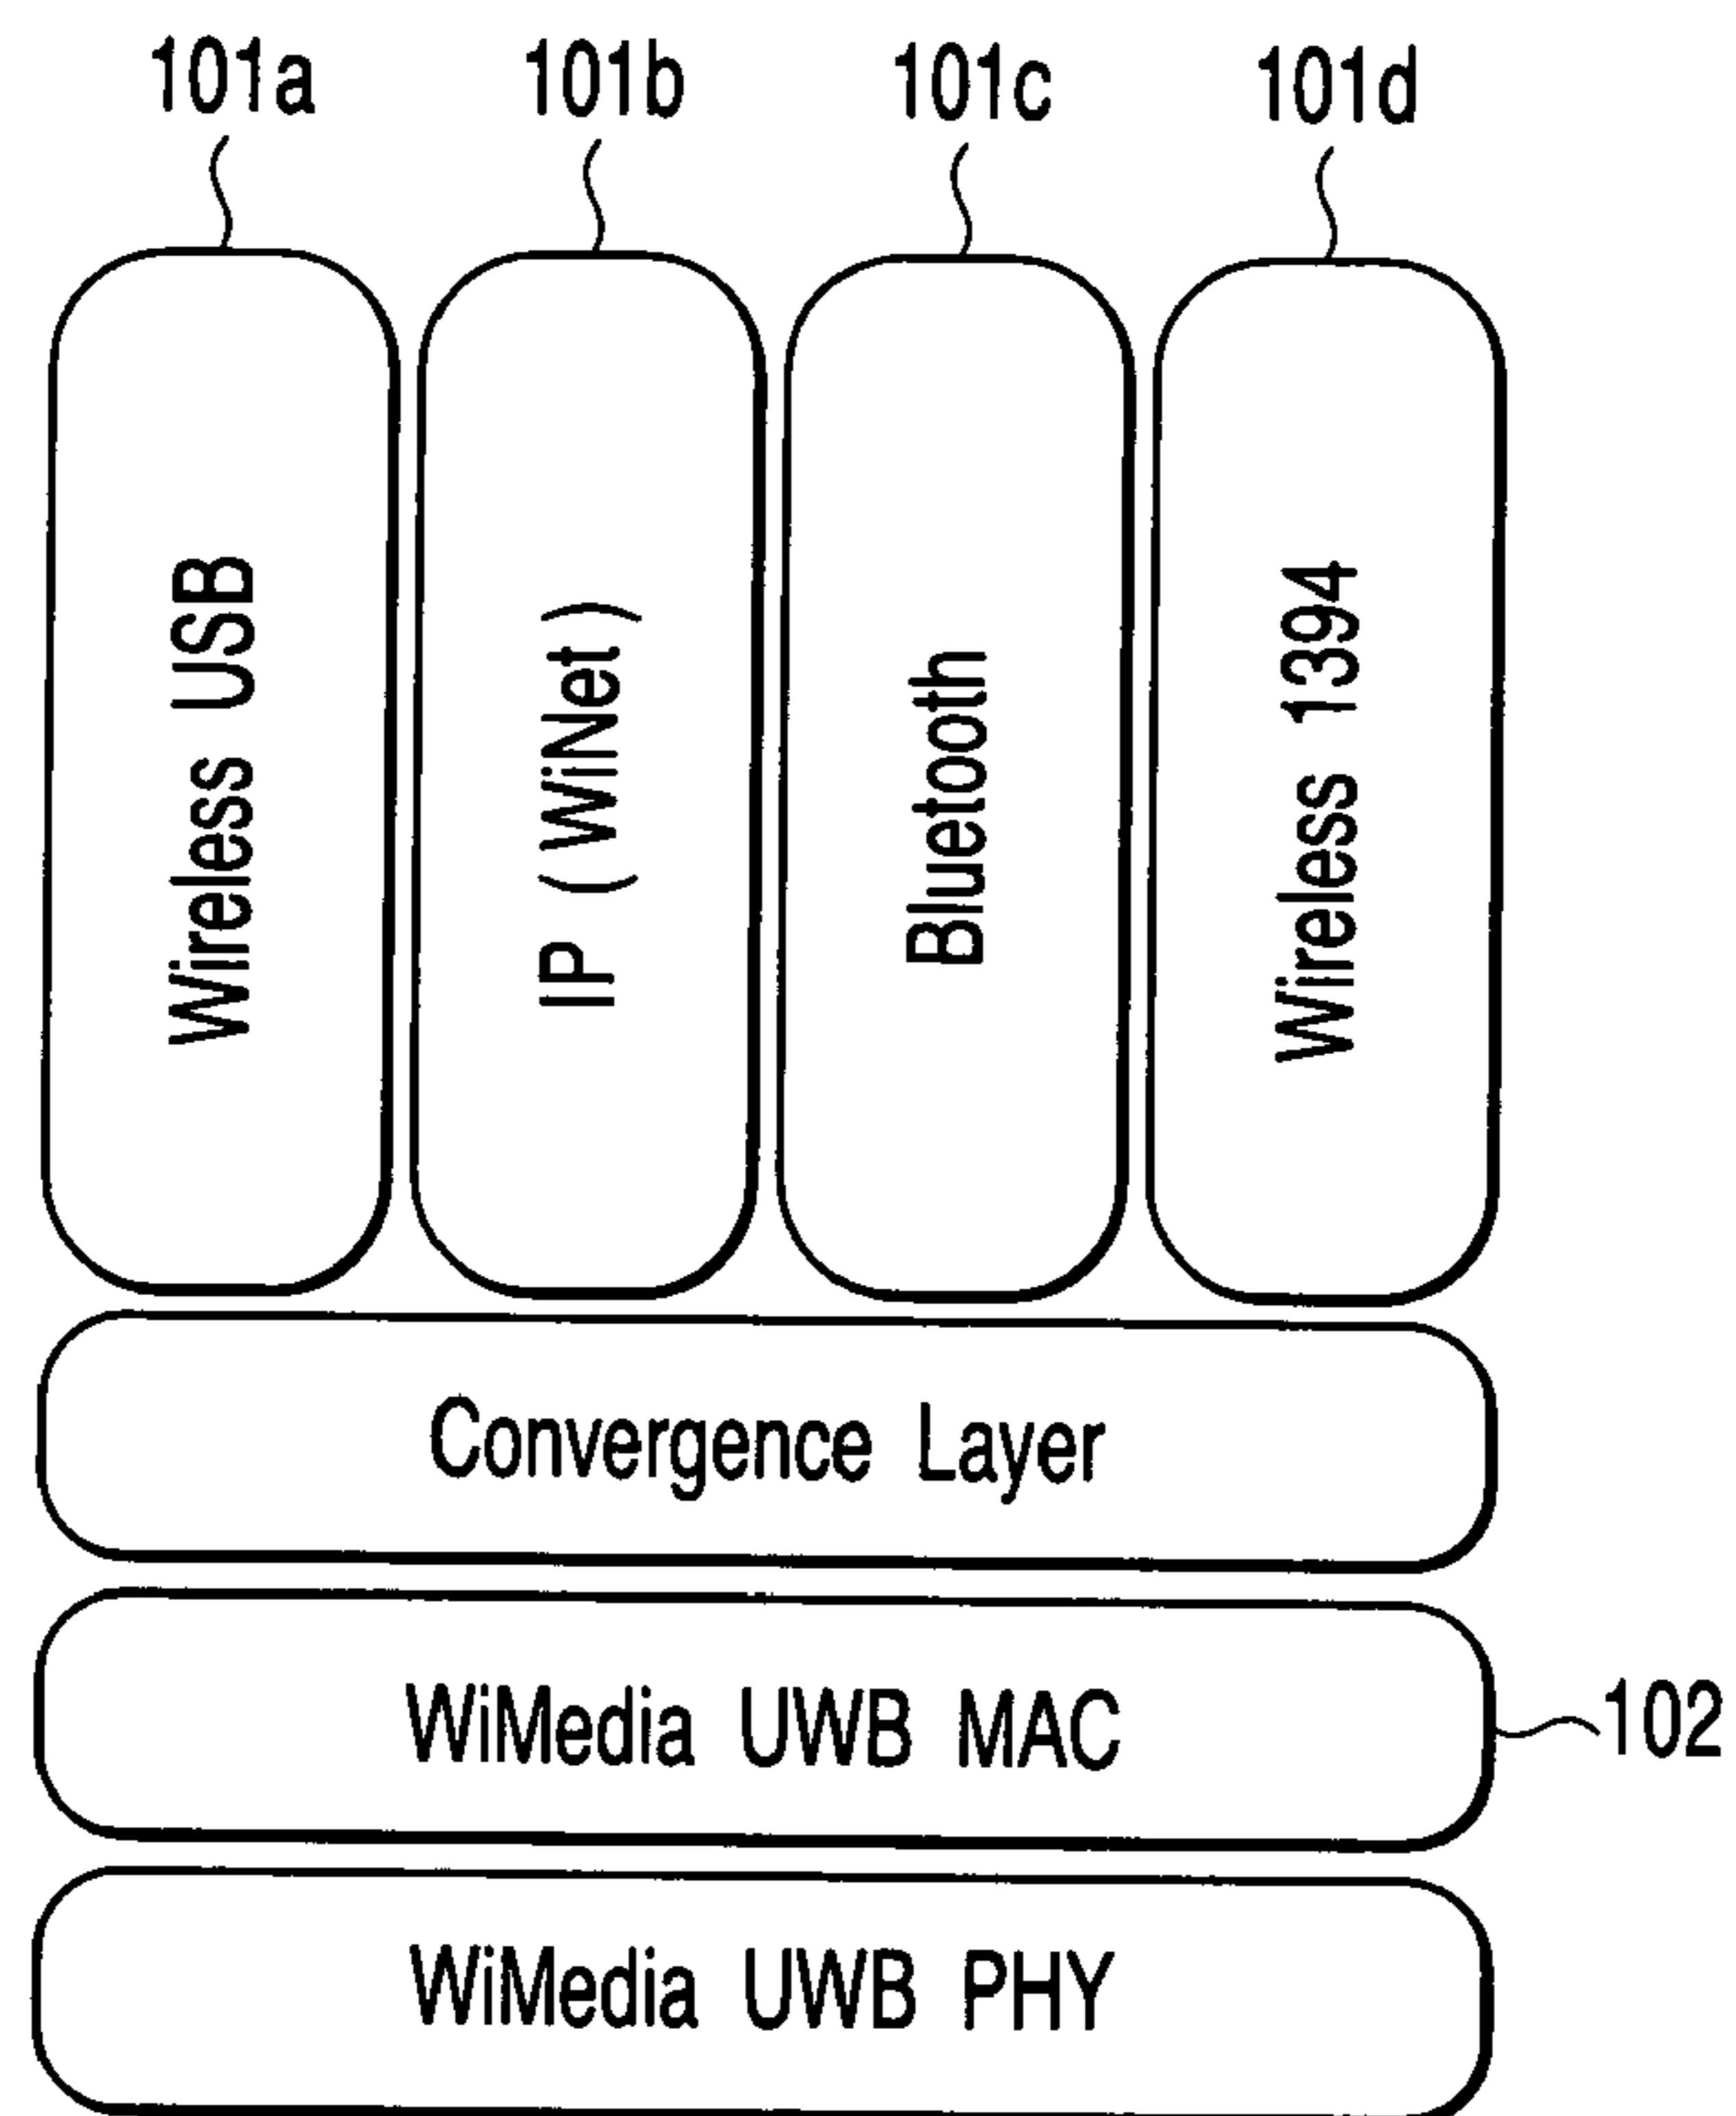 101a
101b
101c
101d
Wireless USB
IP (WiNet)
Bluetooth
Wireless 1394
Convergence Layer
WiMedia UWB MAC
102
WiMedia UWB PHY